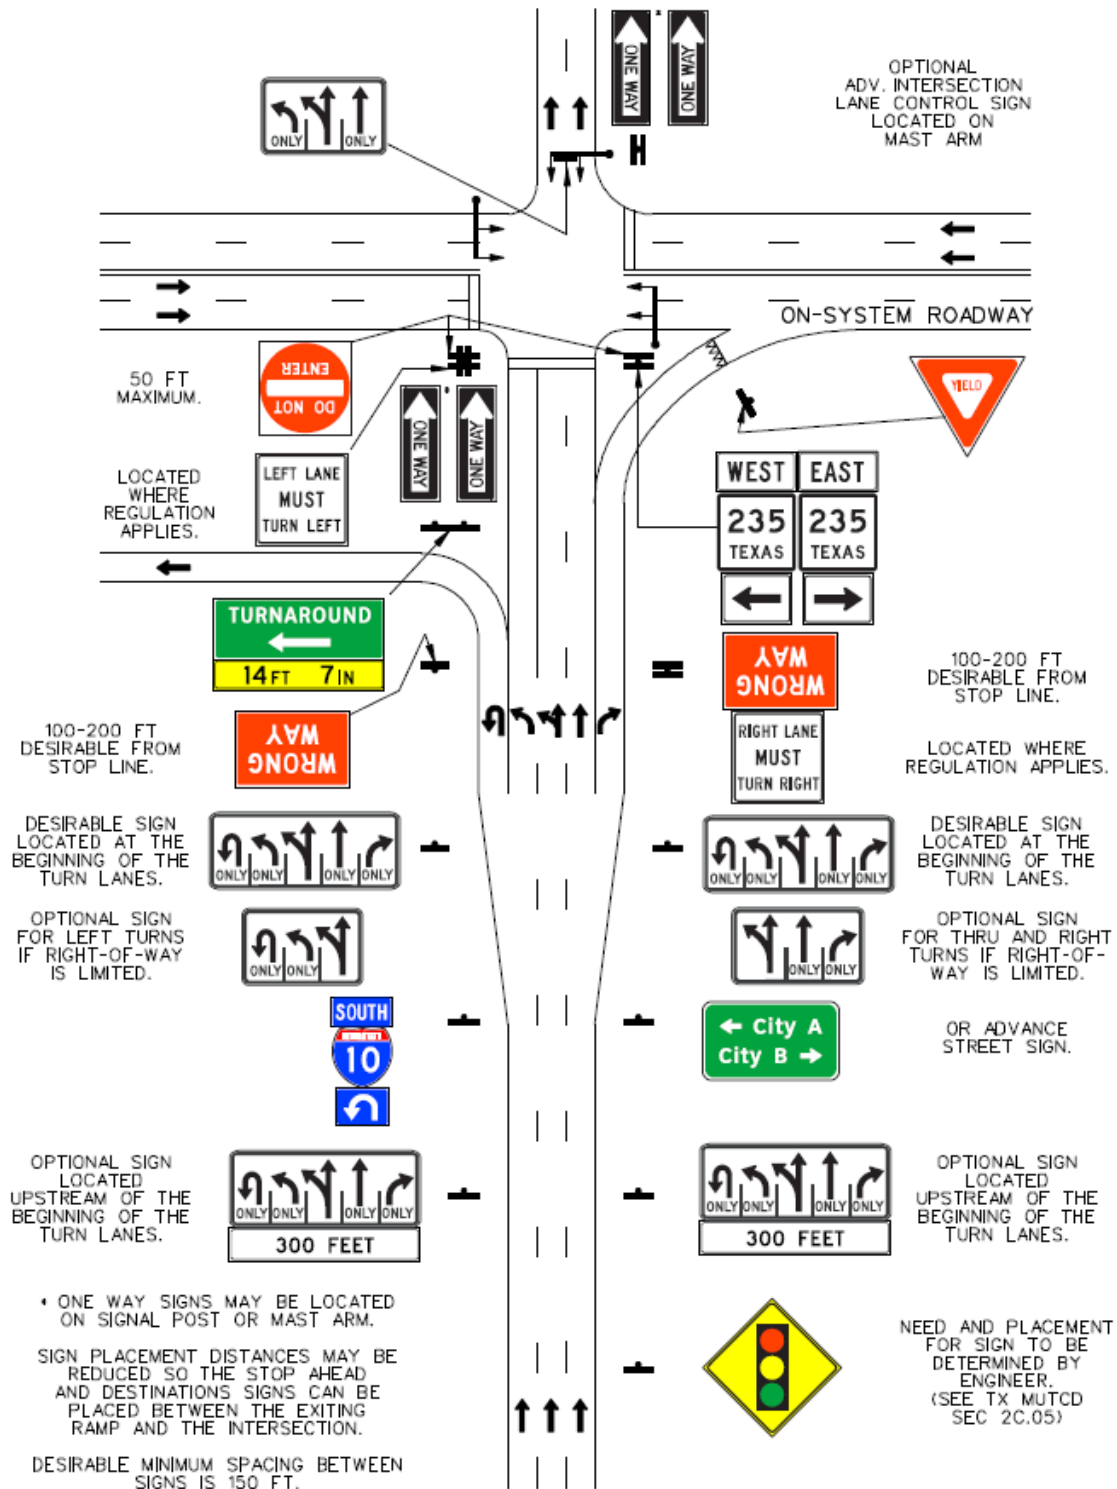 ONE WAY
ONE WAY
OPTIONAL
ADV. INTERSECTION
LANE CONTROL SIGN
LOCATED ON
MAST ARM
ONLY
ONLY
ON-SYSTEM ROADWAY
50 FT
MAXIMUM.
DO NOT
ENTER
YIELD
LOCATED
WHERE
REGULATION
APPLIES.
LEFT LANE
MUST
TURN LEFT
ONE WAY
ONE WAY
WEST
EAST
235
TEXAS
235
TEXAS
TURNAROUND
14 FT 7 IN
WRONG
WAY
100-200 FT
DESIRABLE FROM
STOP LINE.
100-200 FT
DESIRABLE FROM
STOP LINE.
WRONG
WAY
RIGHT LANE
MUST
TURN RIGHT
LOCATED WHERE
REGULATION APPLIES.
DESIRABLE SIGN
LOCATED AT THE
BEGINNING OF THE
TURN LANES.
ONLY ONLY ONLY ONLY
ONLY ONLY ONLY ONLY
DESIRABLE SIGN
LOCATED AT THE
BEGINNING OF THE
TURN LANES.
OPTIONAL SIGN
FOR LEFT TURNS
IF RIGHT-OF-WAY
IS LIMITED.
ONLY ONLY
ONLY ONLY
OPTIONAL SIGN
FOR THRU AND RIGHT
TURNS IF RIGHT-OF-
WAY IS LIMITED.
SOUTH
10
← City A
City B →
OR ADVANCE
STREET SIGN.
OPTIONAL SIGN
LOCATED
UPSTREAM OF THE
BEGINNING OF THE
TURN LANES.
ONLY ONLY ONLY ONLY
300 FEET
ONLY ONLY ONLY ONLY
300 FEET
OPTIONAL SIGN
LOCATED
UPSTREAM OF THE
BEGINNING OF THE
TURN LANES.
* ONE WAY SIGNS MAY BE LOCATED
ON SIGNAL POST OR MAST ARM.
SIGN PLACEMENT DISTANCES MAY BE
REDUCED SO THE STOP AHEAD
AND DESTINATIONS SIGNS CAN BE
PLACED BETWEEN THE EXITING
RAMP AND THE INTERSECTION.
DESIRABLE MINIMUM SPACING BETWEEN
SIGNS IS 150 FT.
NEED AND PLACEMENT
FOR SIGN TO BE
DETERMINED BY
ENGINEER.
(SEE TX MUTCD
SEC 2C.05)